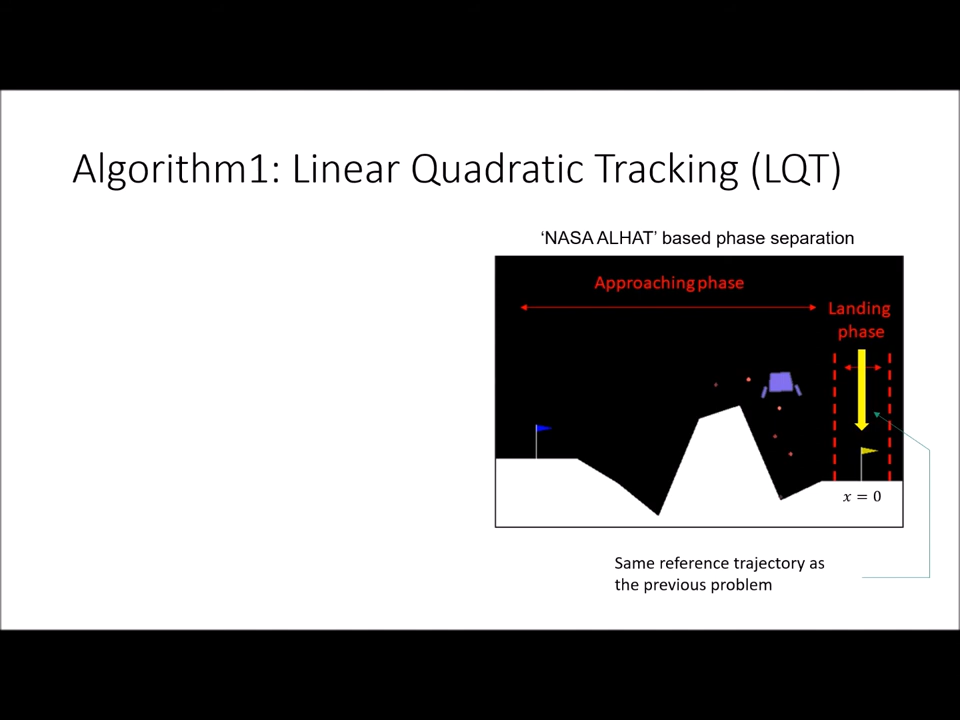 Algorithm1: Linear Quadratic Tracking (LQT)
‘NASA ALHAT’ based phase separation
Approaching phase
Landing
phase
x = 0
Same reference trajectory as
the previous problem